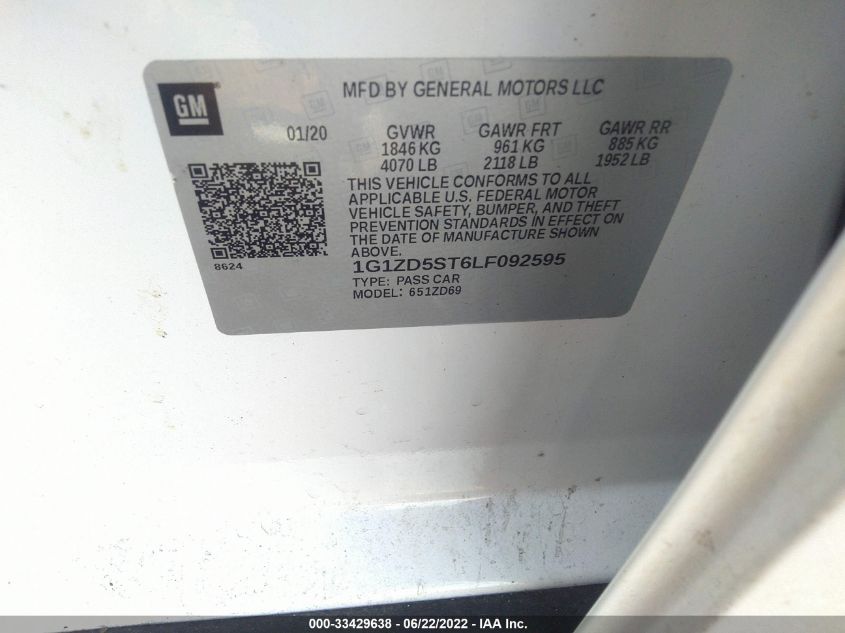 GM
MFD BY GENERAL MOTORS LLC
01/20 GVWR GAWR FRT GAWR RR
1846 KG 961 KG 885 KG
4070 LB 2118 LB 1952 LB
THIS VEHICLE CONFORMS TO ALL
APPLICABLE U.S. FEDERAL MOTOR
VEHICLE SAFETY, BUMPER, AND THEFT
PREVENTION STANDARDS IN EFFECT ON
THE DATE OF MANUFACTURE SHOWN
ABOVE.
8624
1G1ZD5ST6LF092595
TYPE: PASS CAR
MODEL: 651ZD69
000-33429638 - 06/22/2022 - IAA Inc.